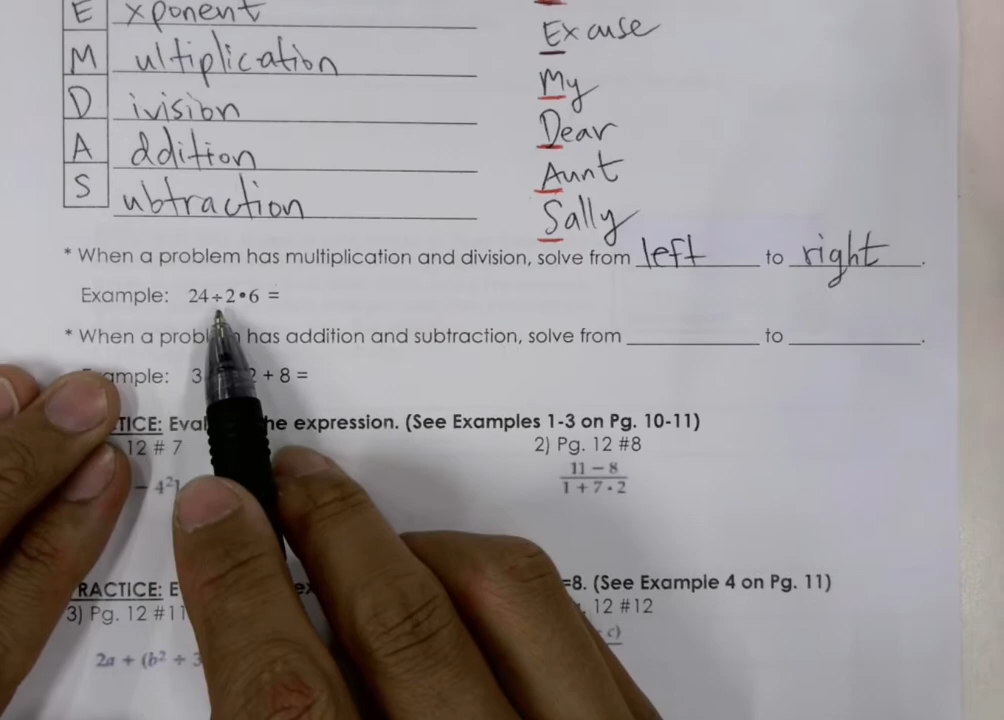 E xponent
Excuse
M ultiplication
My
D ivision
Dear
A ddition
Aunt
S ubtraction
Sally
* When a problem has multiplication and division, solve from left to right.
Example: 24÷2•6 =
* When a probl has addition and subtraction, solve from ____ to ____.
ample: 3 2 + 8 =
TICE: Eval he expression. (See Examples 1-3 on Pg. 10-11)
12 # 7
2) Pg. 12 #8
- 4²]
11 – 8
1 + 7 · 2
RACTICE: E ex =8. (See Example 4 on Pg. 11)
3) Pg. 12 #11
12 #12
c)
2a + (b² ÷ 3